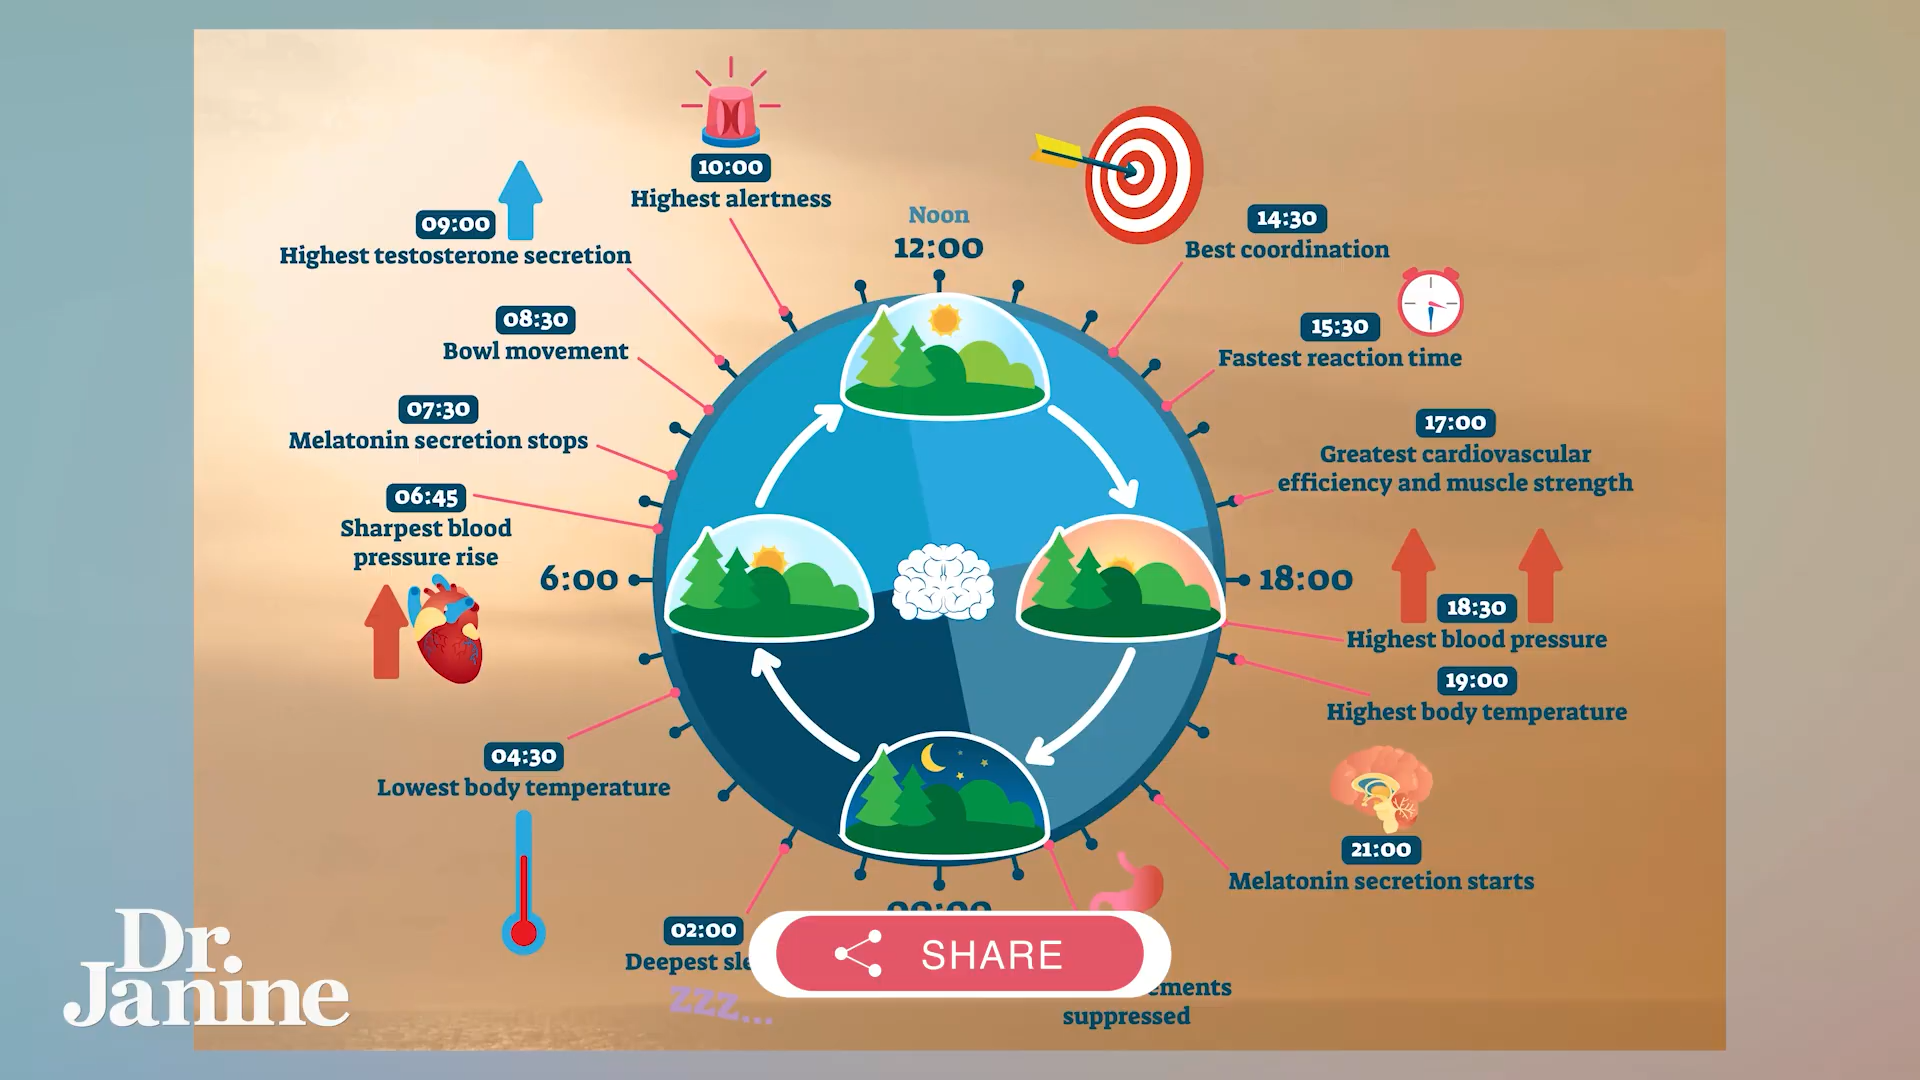 10:00
Highest alertness
09:00
Highest testosterone secretion
Noon
12:00
14:30
Best coordination
08:30
Bowl movement
15:30
Fastest reaction time
07:30
Melatonin secretion stops
17:00
Greatest cardiovascular
efficiency and muscle strength
06:45
Sharpest blood
pressure rise
6:00
18:00
18:30
Highest blood pressure
19:00
Highest body temperature
04:30
Lowest body temperature
21:00
Melatonin secretion starts
02:00
Deepest
ZZZ...
SHARE
suppressed
Dr.
Janine